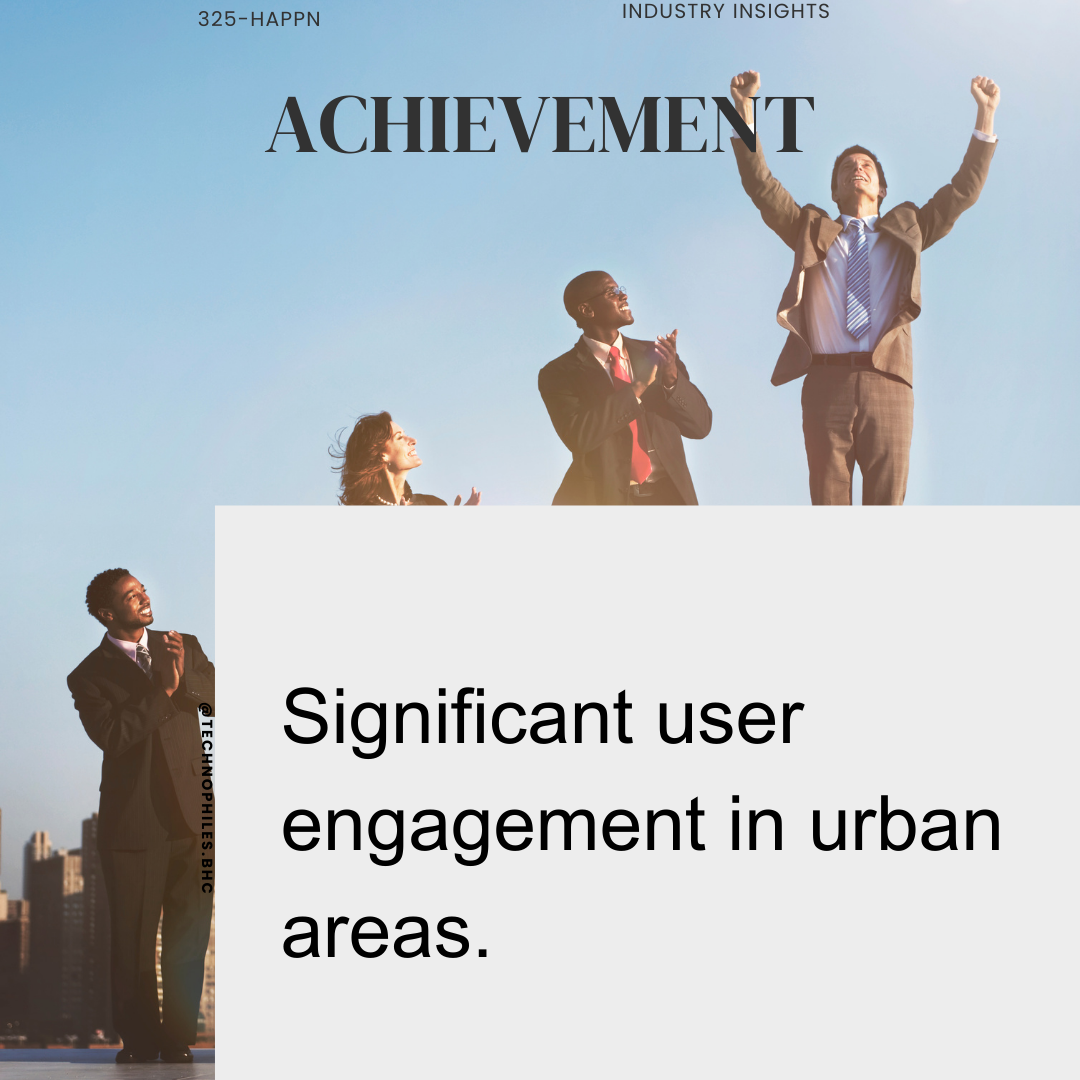 325-HAPPN
INDUSTRY INSIGHTS
ACHIEVEMENT
Significant user
engagement in urban
areas.
@TECHNOPHILES.BHC